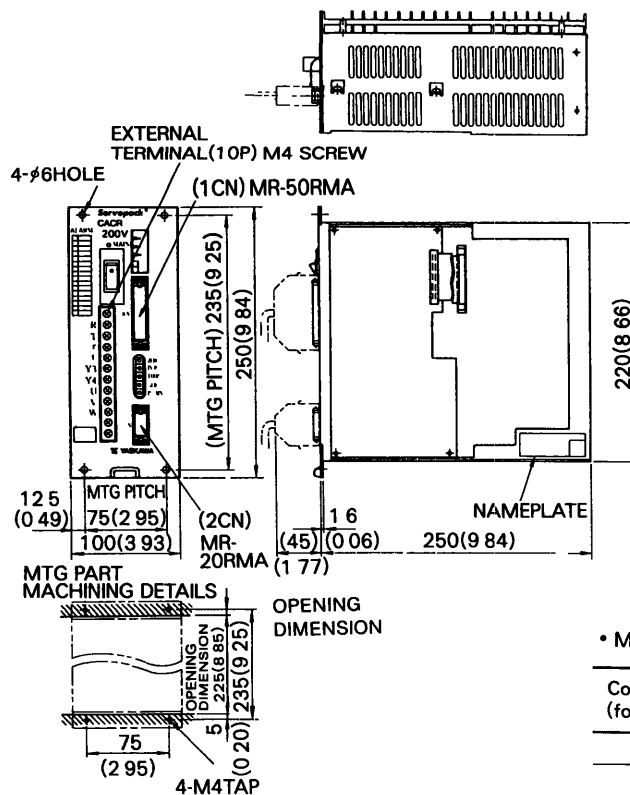 EXTERNAL
TERMINAL(10P) M4 SCREW
4-φ6HOLE
(1CN) MR-50RMA
Servopack
CACR
200V
MAIN
R
YASKAWA
(MTG PITCH) 235(9 25)
250(9 84)
220(8 66)
MTG PITCH
12 5
(0 49)
75(2 95)
100(3 93)
(2CN)
MR-
20RMA
NAMEPLATE
1 6
(0 06)
(45)
(1 77)
250(9 84)
MTG PART
MACHINING DETAILS
OPENING
DIMENSION
OPENING
DIMENSION
225(8 85)
235(9 25)
5
(0 20)
75
(2 95)
4-M4TAP
• M
Co
(fo